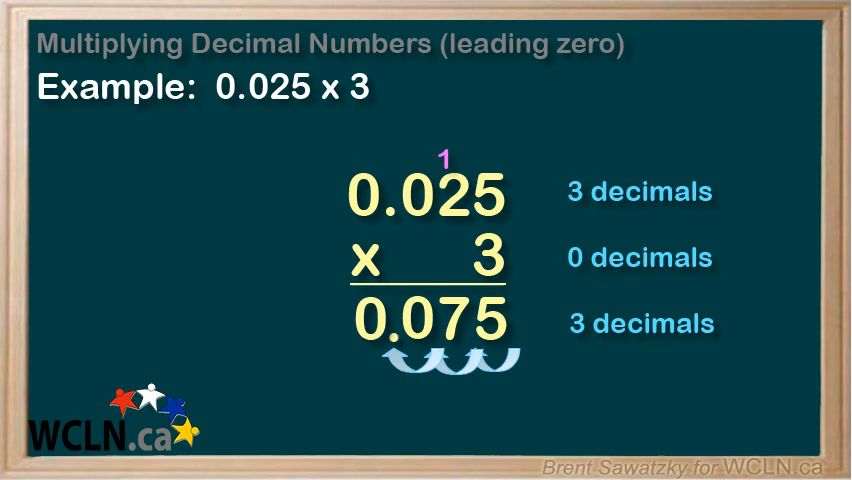 Multiplying Decimal Numbers (leading zero)
Example: 0.025 x 3
1
0.025 3 decimals
x 3 0 decimals
0.075 3 decimals
WCLN.ca
Brent Sawatzky for WCLN.ca